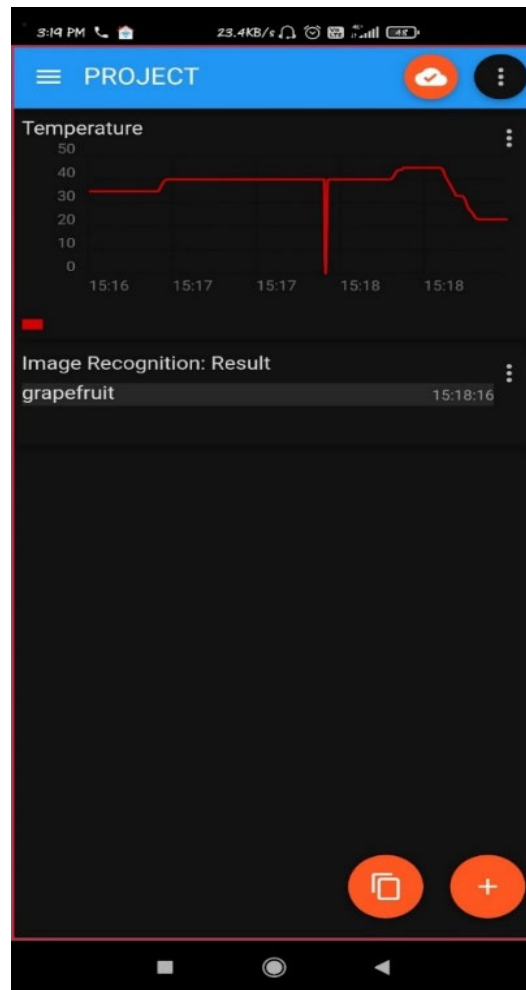 3:19 PM 23.4KB/s 48
PROJECT
Temperature
50
40
30
20
10
0
15:16 15:17 15:17 15:18 15:18
Image Recognition: Result
grapefruit 15:18:16